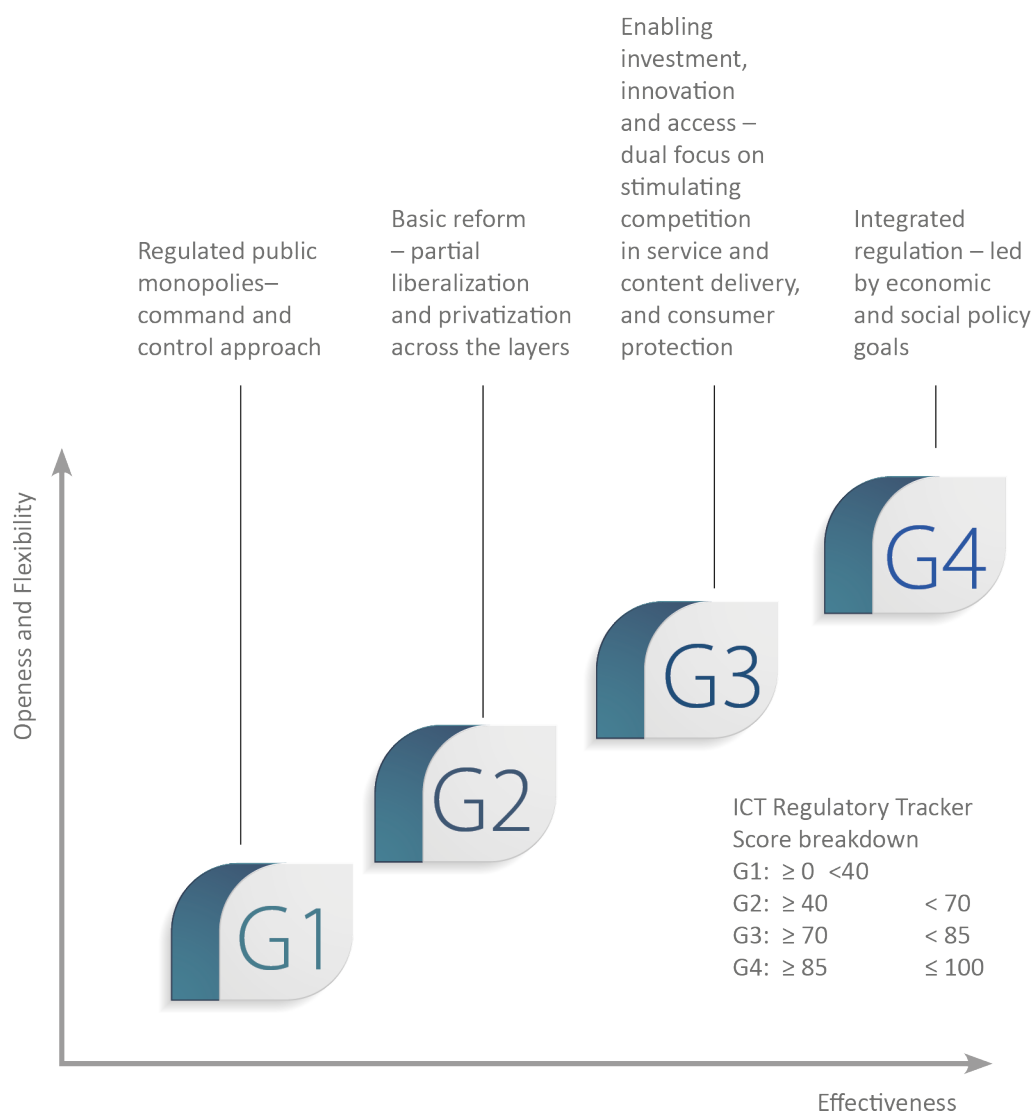 Regulated public
monopolies–
command and
control approach
Basic reform
– partial
liberalization
and privatization
across the layers
Enabling
investment,
innovation
and access –
dual focus on
stimulating
competition
in service and
content delivery,
and consumer
protection
Integrated
regulation – led
by economic
and social policy
goals
Openess and Flexibility
G4
G3
G2
G1
ICT Regulatory Tracker
Score breakdown
G1: ≥ 0 <40
G2: ≥ 40 < 70
G3: ≥ 70 < 85
G4: ≥ 85 ≤ 100
Effectiveness